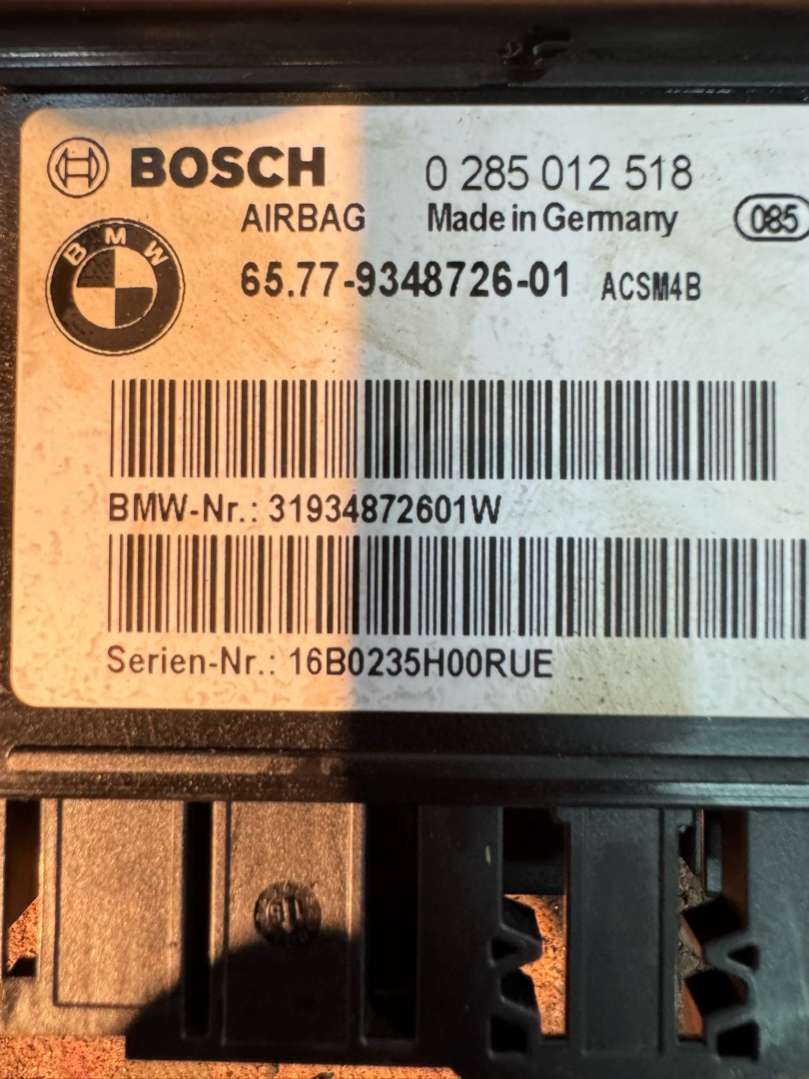 BOSCH 0 285 012 518
AIRBAG Made in Germany 085
BMW 65.77-9348726-01 ACSM4B
BMW-Nr.: 31934872601W
Serien-Nr.: 16B0235H00RUE